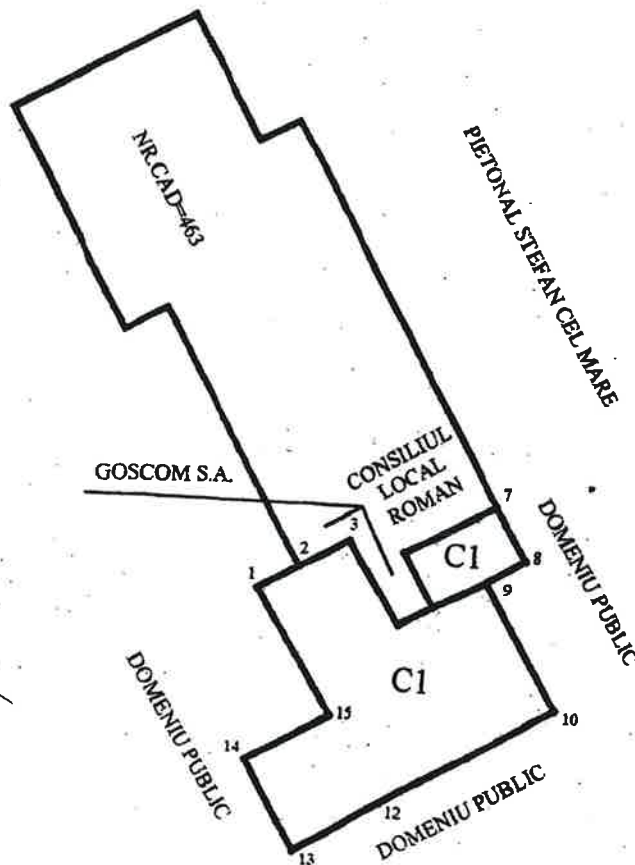 NR.CAD=463
PIETONAL STEFAN CEL MARE
GOSCOM S.A.
CONSILIUL
LOCAL
ROMAN
7
3
2
1
C1
8
9
DOMENIU PUBLIC
C1
DOMENIU PUBLIC
15
10
14
12
DOMENIU PUBLIC
13